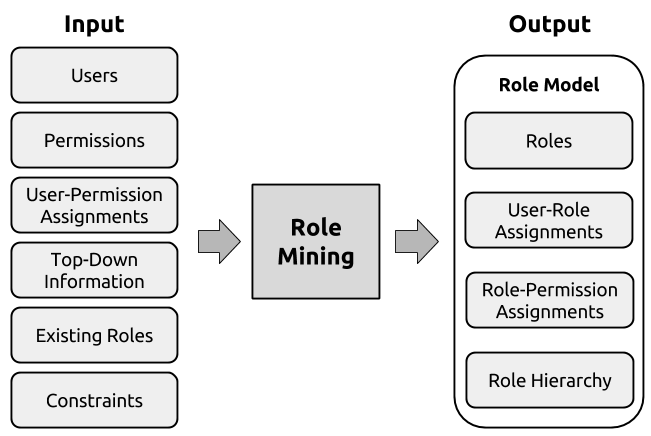 Input
Users
Permissions
User-Permission
Assignments
Top-Down
Information
Existing Roles
Constraints
Role
Mining
Output
Role Model
Roles
User-Role
Assignments
Role-Permission
Assignments
Role Hierarchy